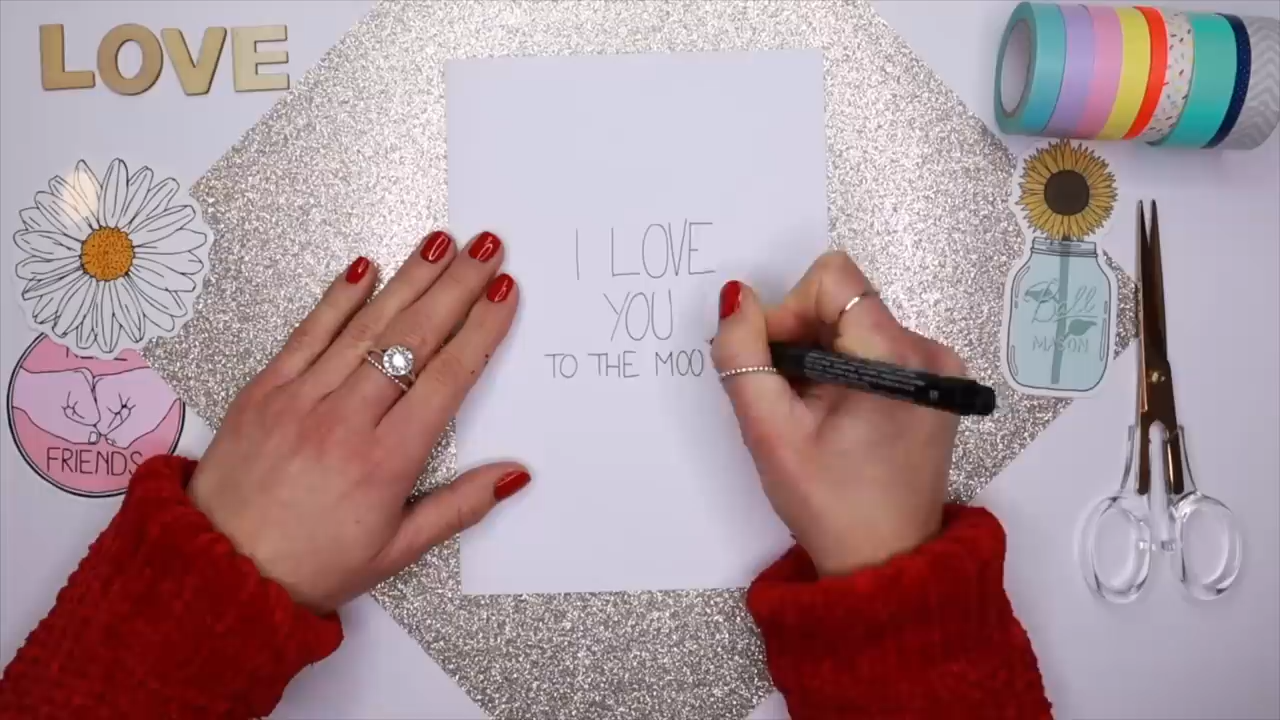 LOVE
I LOVE
YOU
TO THE MOO
FRIENDS
Ball
MASON